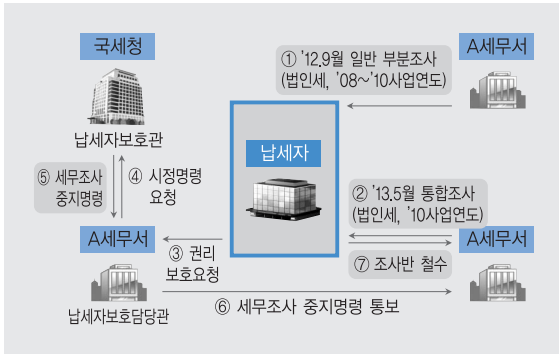 국세청
납세자보호관
① '12.9월 일반 부분조사
(법인세, '08~'10사업연도)
A세무서
납세자
② '13.5월 통합조사
(법인세, '10사업연도)
⑤ 세무조사
중지명령
④ 시정명령
요청
A세무서
납세자보호담당관
③ 권리
보호요청
⑦ 조사반 철수
A세무서
⑥ 세무조사 중지명령 통보